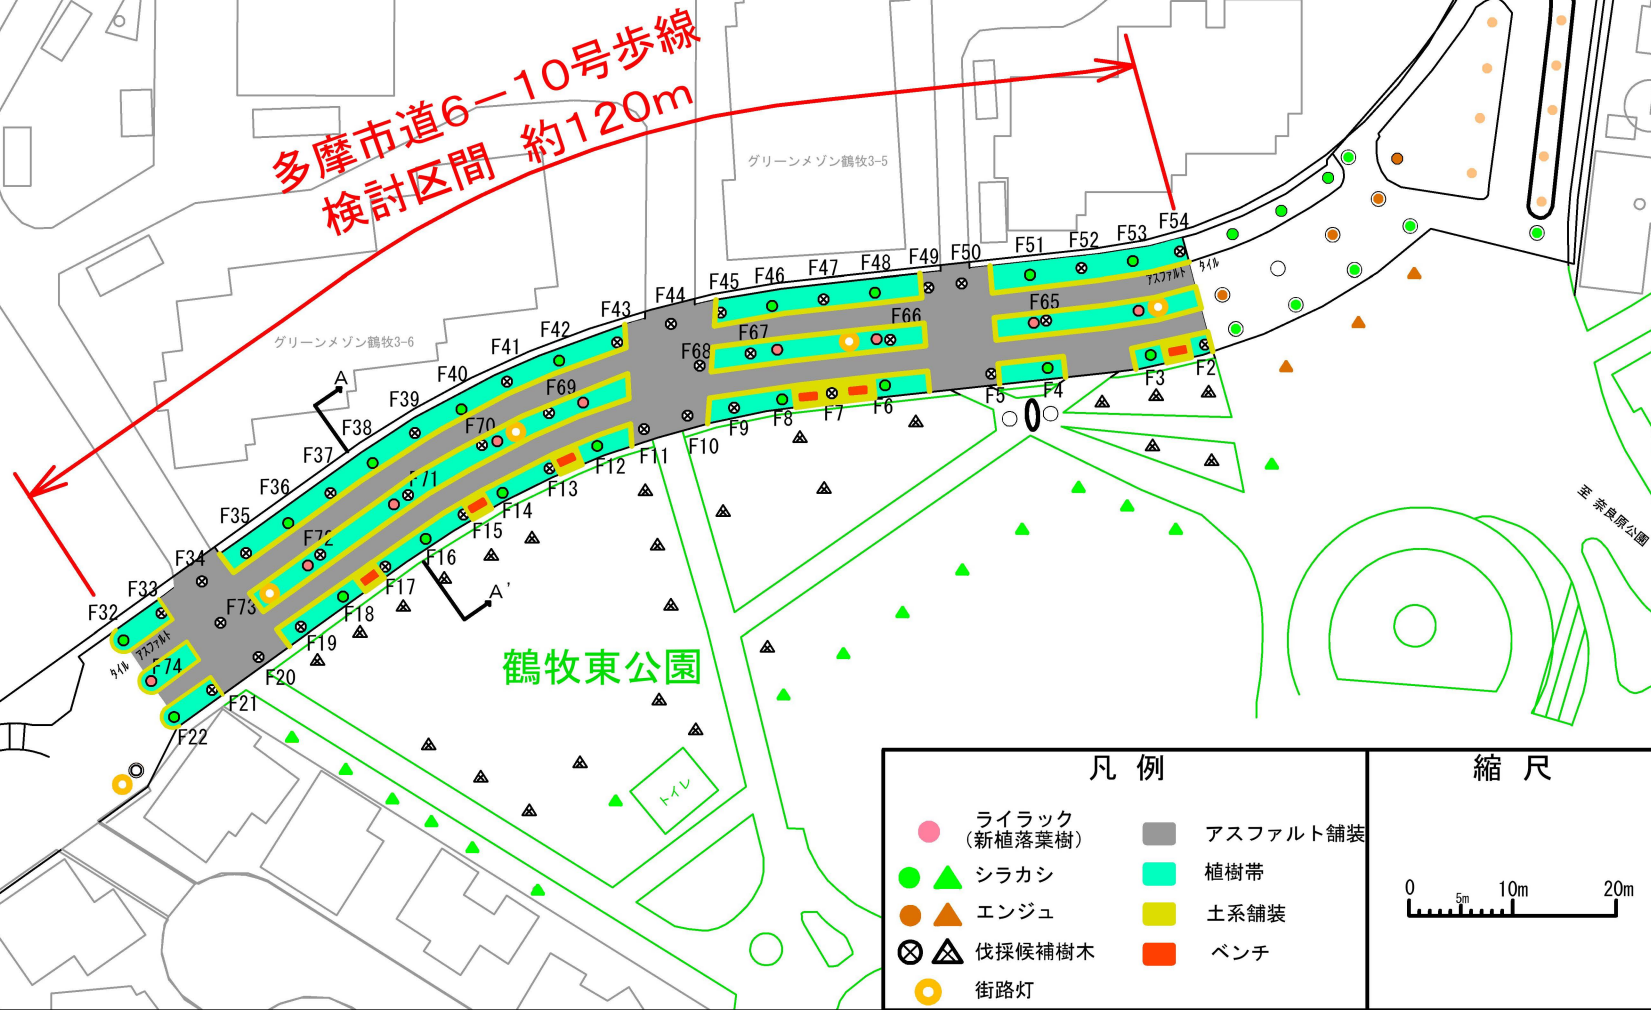 多摩市道6－10号歩線
検討区間 約120m
グリーンメゾン鶴牧3-5
グリーンメゾン鶴牧3-6
F54
F53
F52
F51
F50
F49
F48
F47
F46
F45
F44
F43
F42
F41
F40
F39
F38
F37
F36
F35
F34
F33
F32
アスファルト
タイル
F65
F66
F67
F68
F69
F70
F71
F72
F73
F74
アスファルト
タイル
F2
F3
F4
F5
F6
F7
F8
F9
F10
F11
F12
F13
F14
F15
F16
F17
F18
F19
F20
F21
F22
A
A'
鶴牧東公園
トイレ
至 奈良原公園
凡 例
ライラック
(新植落葉樹)
シラカシ
エンジュ
伐採候補樹木
街路灯
アスファルト舗装
植樹帯
土系舗装
ベンチ
縮 尺
0 5m 10m 20m